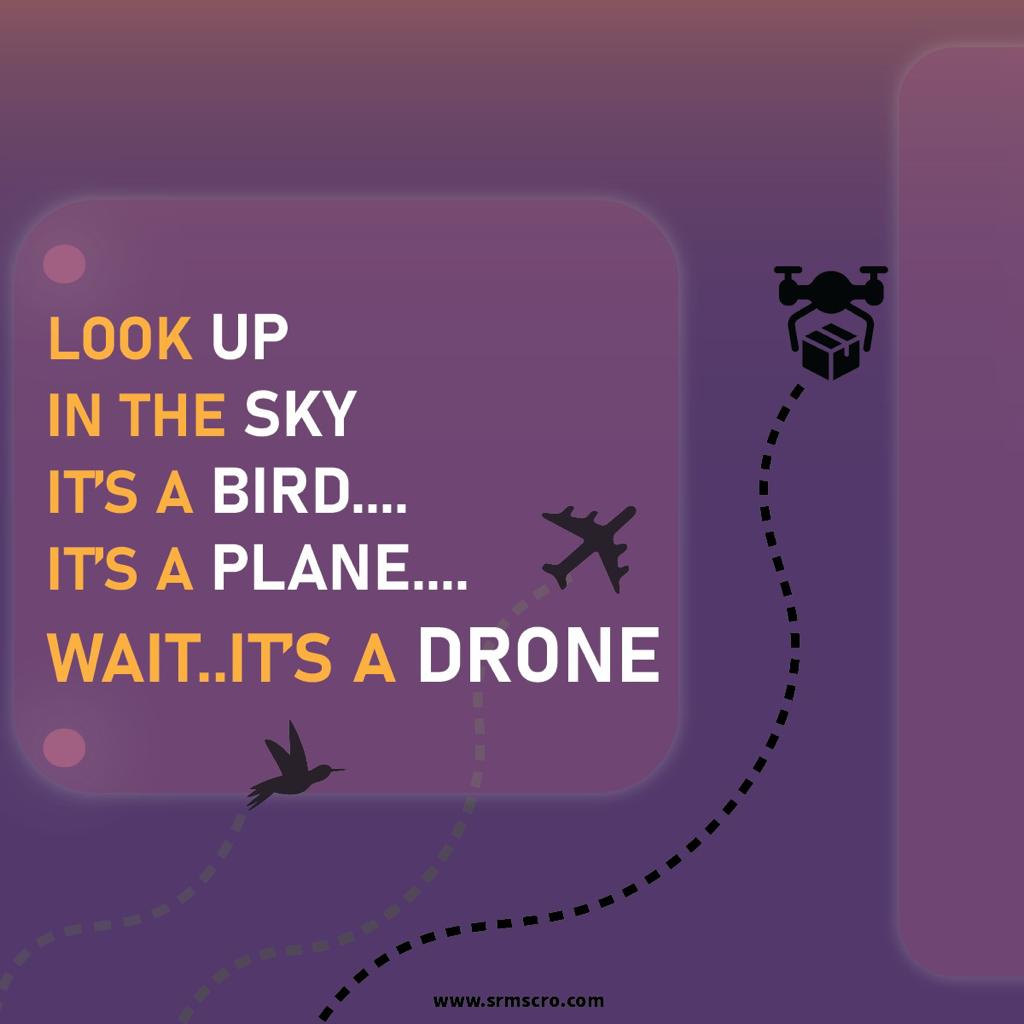 LOOK UP
IN THE SKY
IT'S A BIRD....
IT'S A PLANE....
WAIT..IT'S A DRONE
www.srmscro.com